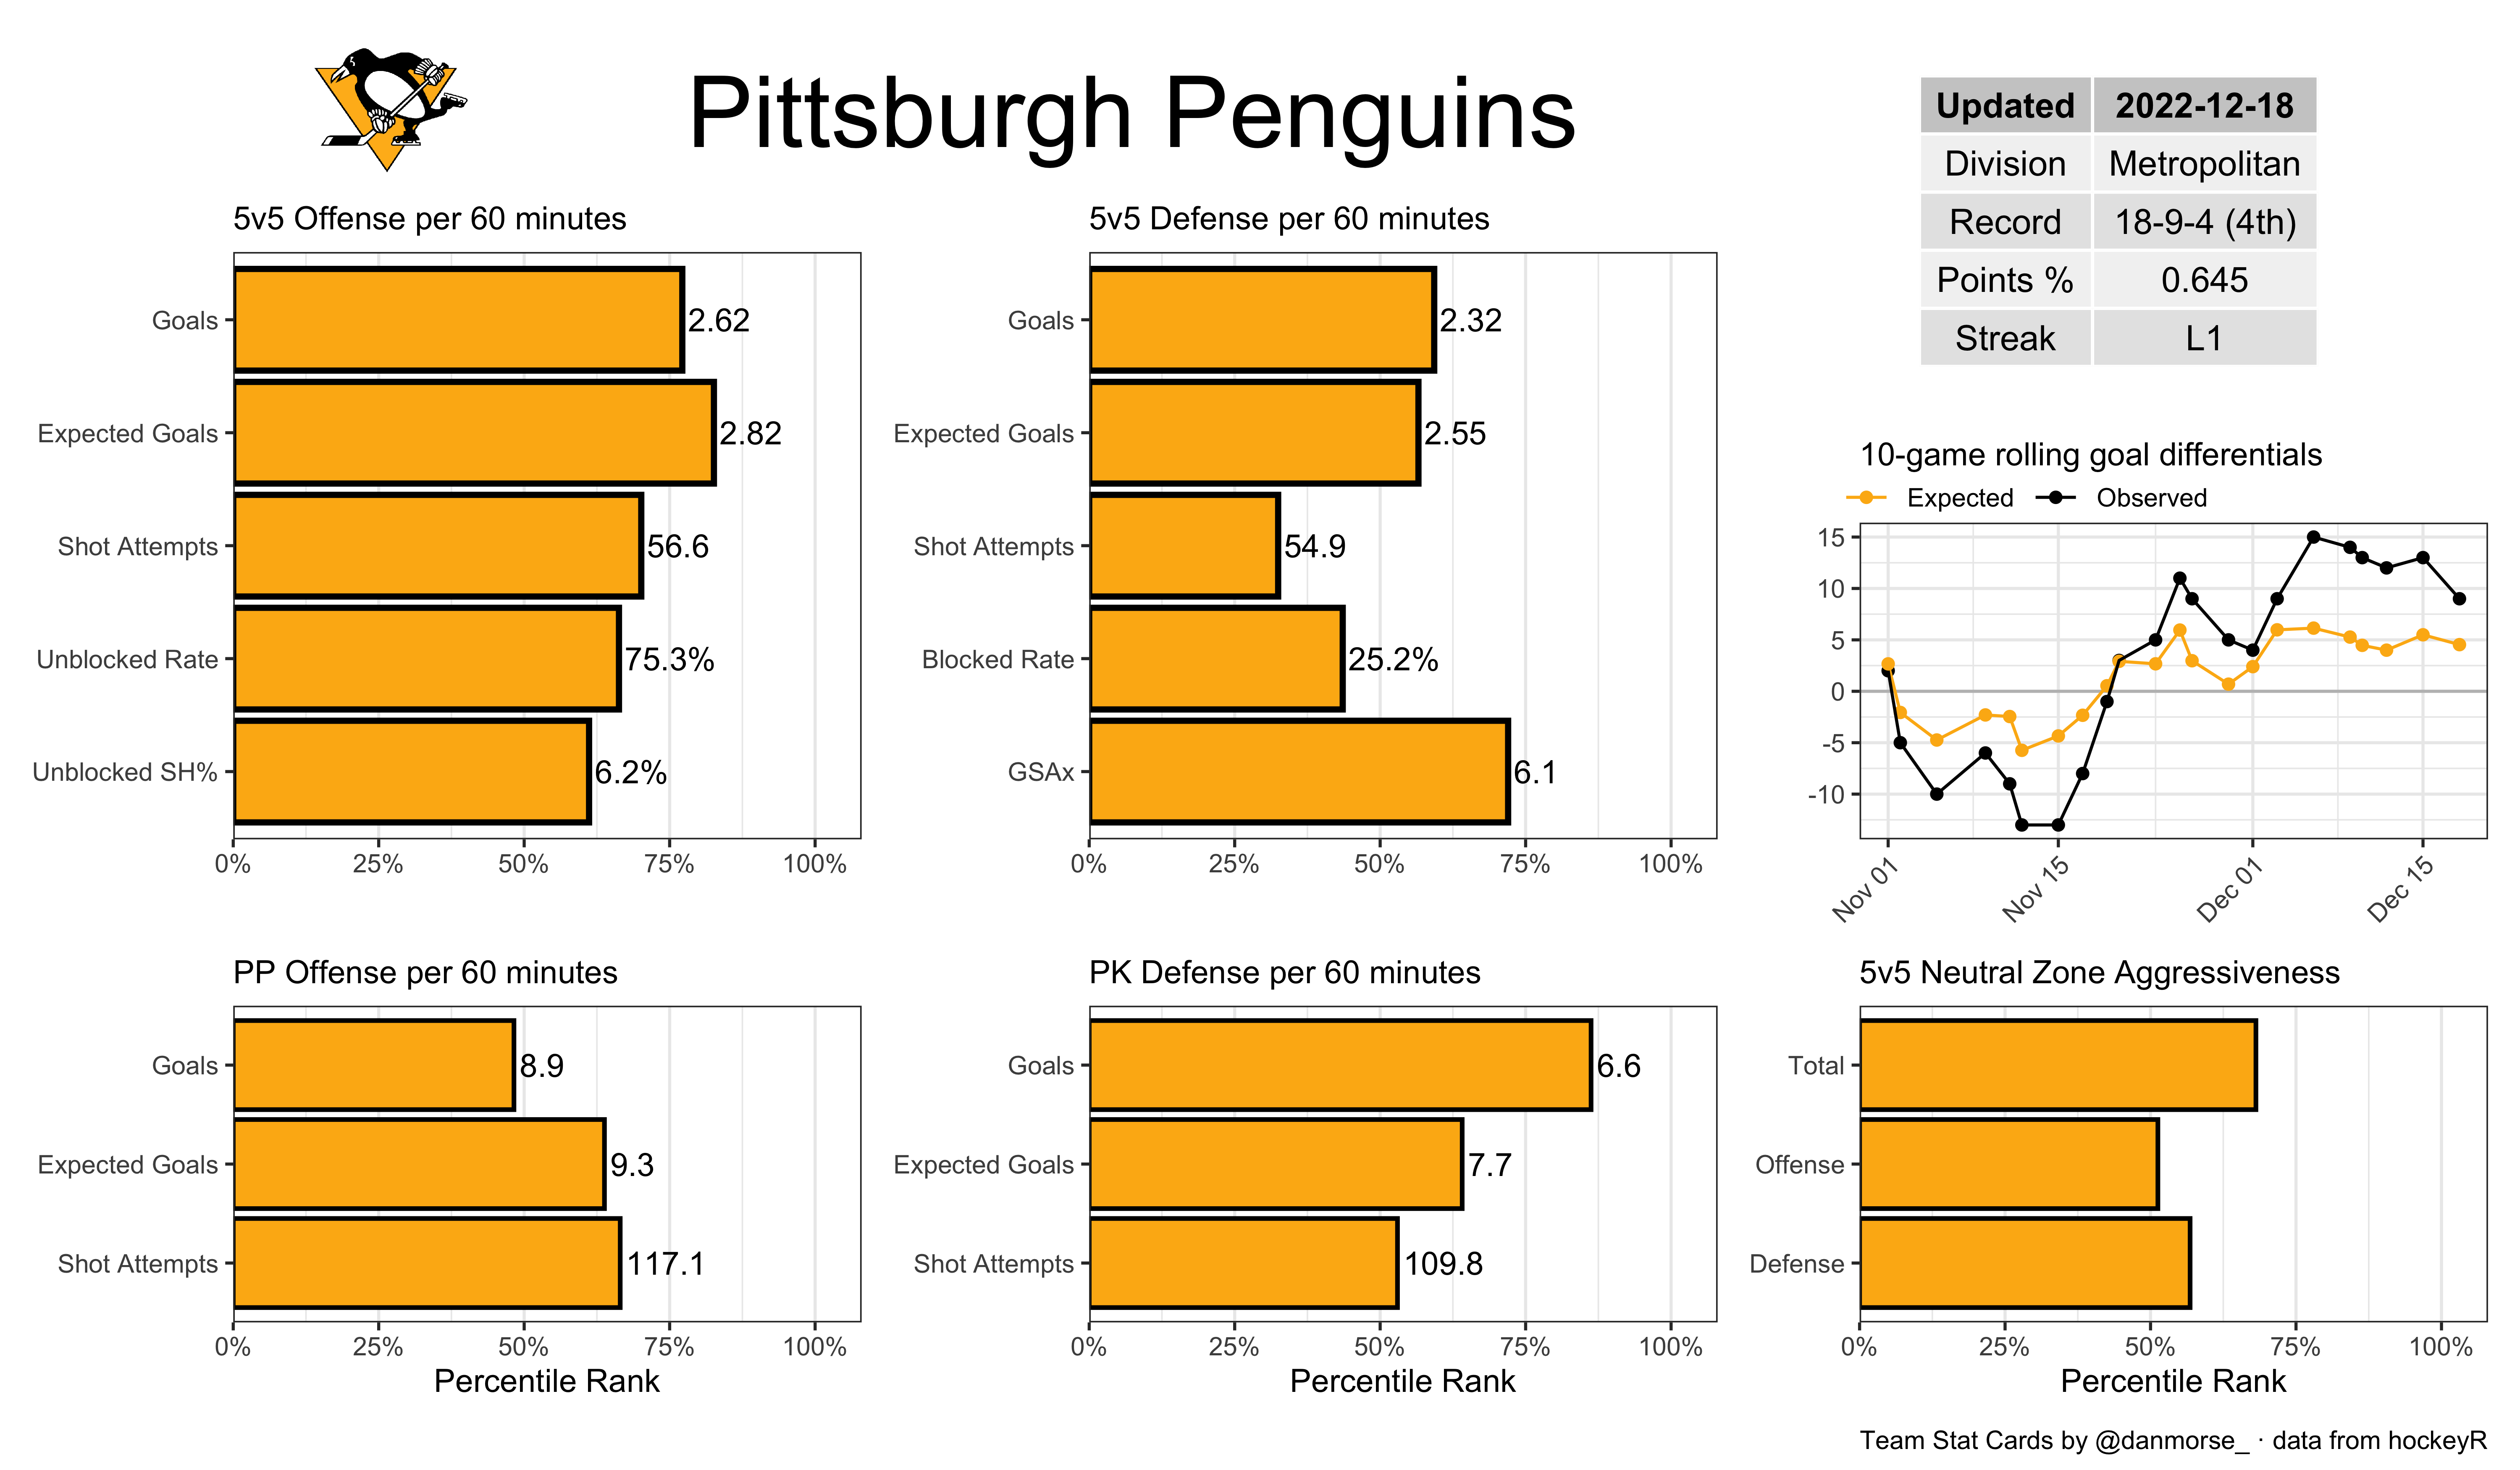 Pittsburgh Penguins
Updated 2022-12-18
Division Metropolitan
Record 18-9-4 (4th)
Points % 0.645
Streak L1
5v5 Offense per 60 minutes
Goals 2.62
Expected Goals 2.82
Shot Attempts 56.6
Unblocked Rate 75.3%
Unblocked SH% 6.2%
0% 25% 50% 75% 100%
5v5 Defense per 60 minutes
Goals 2.32
Expected Goals 2.55
Shot Attempts 54.9
Blocked Rate 25.2%
GSAx 6.1
0% 25% 50% 75% 100%
10-game rolling goal differentials
Expected Observed
15
10
5
0
-5
-10
Nov 01 Nov 15 Dec 01 Dec 15
PP Offense per 60 minutes
Goals 8.9
Expected Goals 9.3
Shot Attempts 117.1
0% 25% 50% 75% 100%
Percentile Rank
PK Defense per 60 minutes
Goals 6.6
Expected Goals 7.7
Shot Attempts 109.8
0% 25% 50% 75% 100%
Percentile Rank
5v5 Neutral Zone Aggressiveness
Total
Offense
Defense
0% 25% 50% 75% 100%
Percentile Rank
Team Stat Cards by @danmorse_ · data from hockeyR